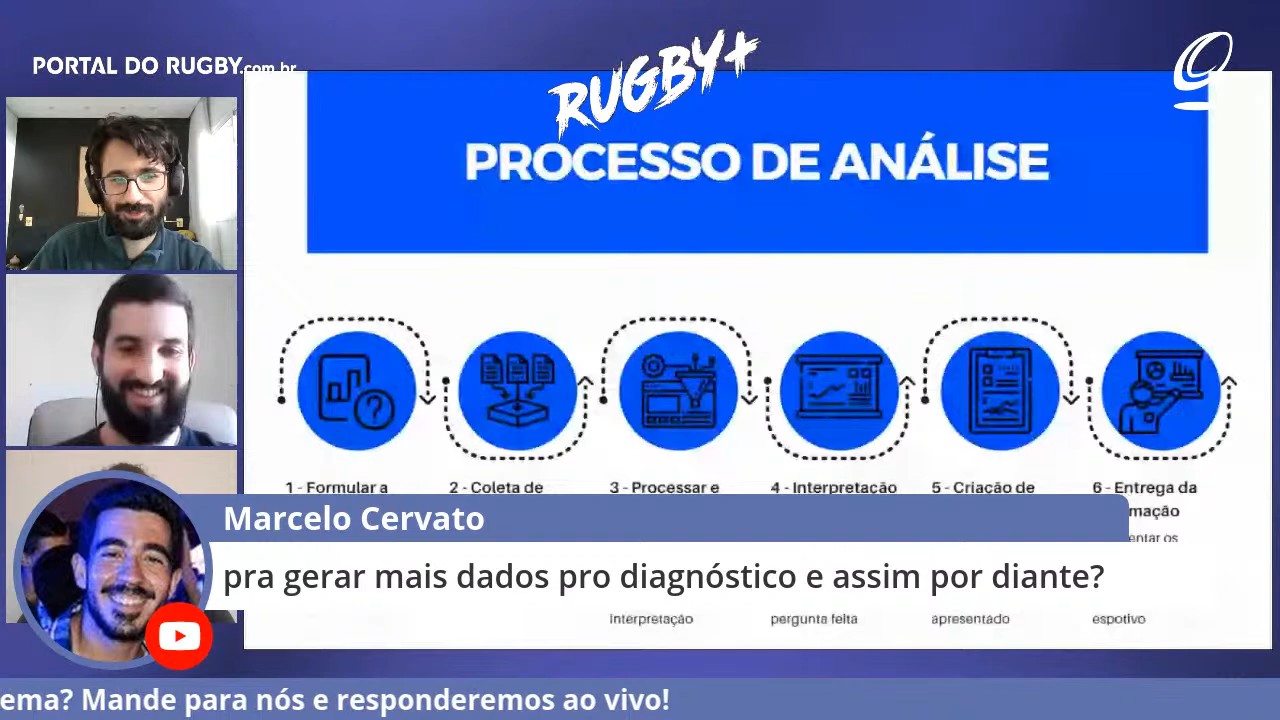 PORTAL DO RUGBY.com.br
RUGBY+
PROCESSO DE ANÁLISE
1 - Formular a
2 - Coleta de
3 - Processar e
4 - Interpretação
5 - Criação de
6 - Entrega da
mação
entar os
Marcelo Cervato
pra gerar mais dados pro diagnóstico e assim por diante?
Interpretação
pergunta feita
apresentado
espotivo
ema? Mande para nós e responderemos ao vivo!